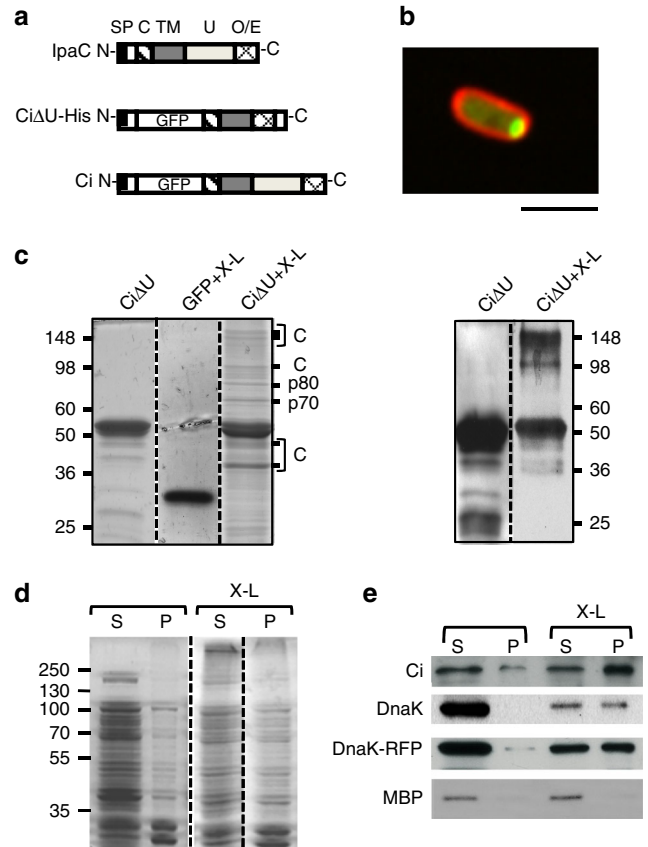 a
SP C TM U O/E
IpaC N- -C
CiΔU-His N- GFP -C
Ci N- GFP -C
b
c
CiΔU
GFP+X-L
CiΔU+X-L
148
98
60
50
36
25
C
C
p80
p70
C
CiΔU
CiΔU+X-L
148
98
60
50
36
25
d
X-L
S P S P
250
130
100
70
55
35
e
X-L
S P S P
Ci
DnaK
DnaK-RFP
MBP